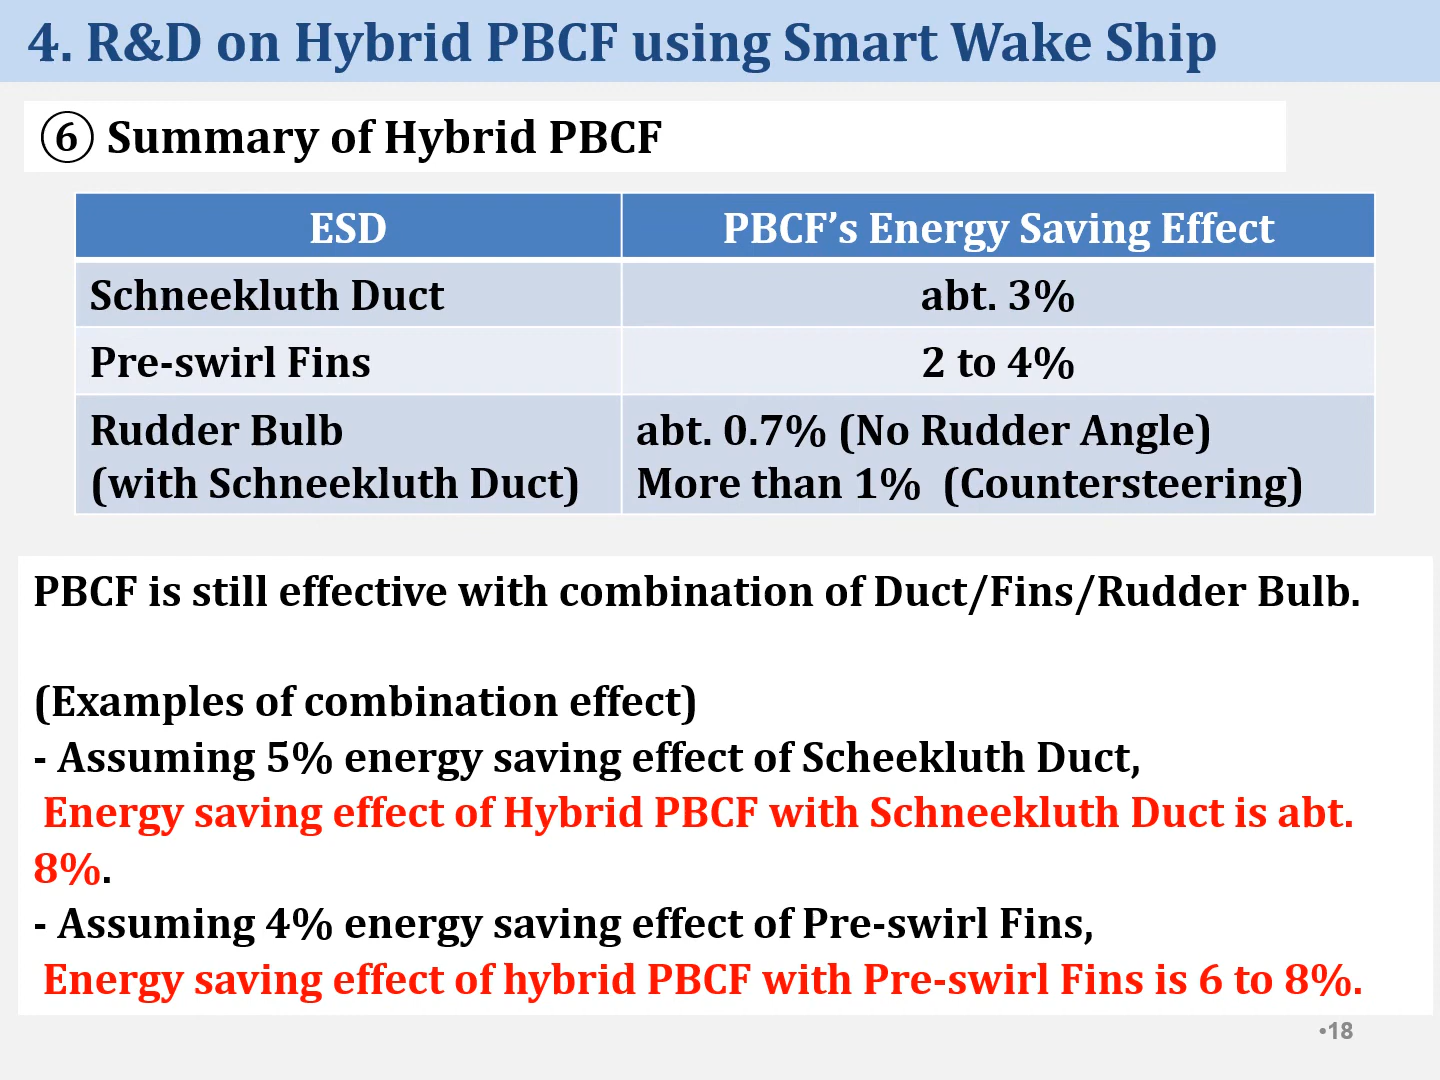 4. R&D on Hybrid PBCF using Smart Wake Ship
⑥ Summary of Hybrid PBCF
ESD
PBCF’s Energy Saving Effect
Schneekluth Duct
abt. 3%
Pre-swirl Fins
2 to 4%
Rudder Bulb
(with Schneekluth Duct)
abt. 0.7% (No Rudder Angle)
More than 1% (Countersteering)
PBCF is still effective with combination of Duct/Fins/Rudder Bulb.
(Examples of combination effect)
- Assuming 5% energy saving effect of Scheekluth Duct,
Energy saving effect of Hybrid PBCF with Schneekluth Duct is abt.
8%.
- Assuming 4% energy saving effect of Pre-swirl Fins,
Energy saving effect of hybrid PBCF with Pre-swirl Fins is 6 to 8%.
•18